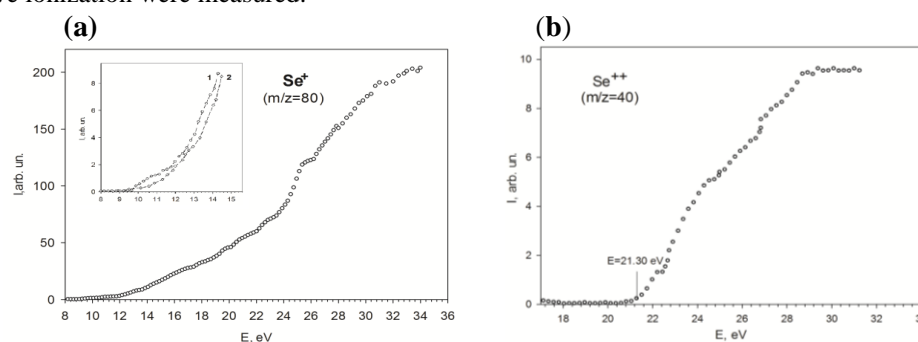 ve ionization were measured.
(a) (b)
200
150
100
50
0
I,arb. un.
8 10 12 14 16 18 20 22 24 26 28 30 32 34 36
E, eV
Se+
(m/z=80)
8
6
4
2
0
I, arb. un.
8 9 10 11 12 13 14 15
1 2
10
8
6
4
2
0
I, arb. un.
18 20 22 24 26 28 30 32
E, eV
Se++
(m/z=40)
E=21.30 eV